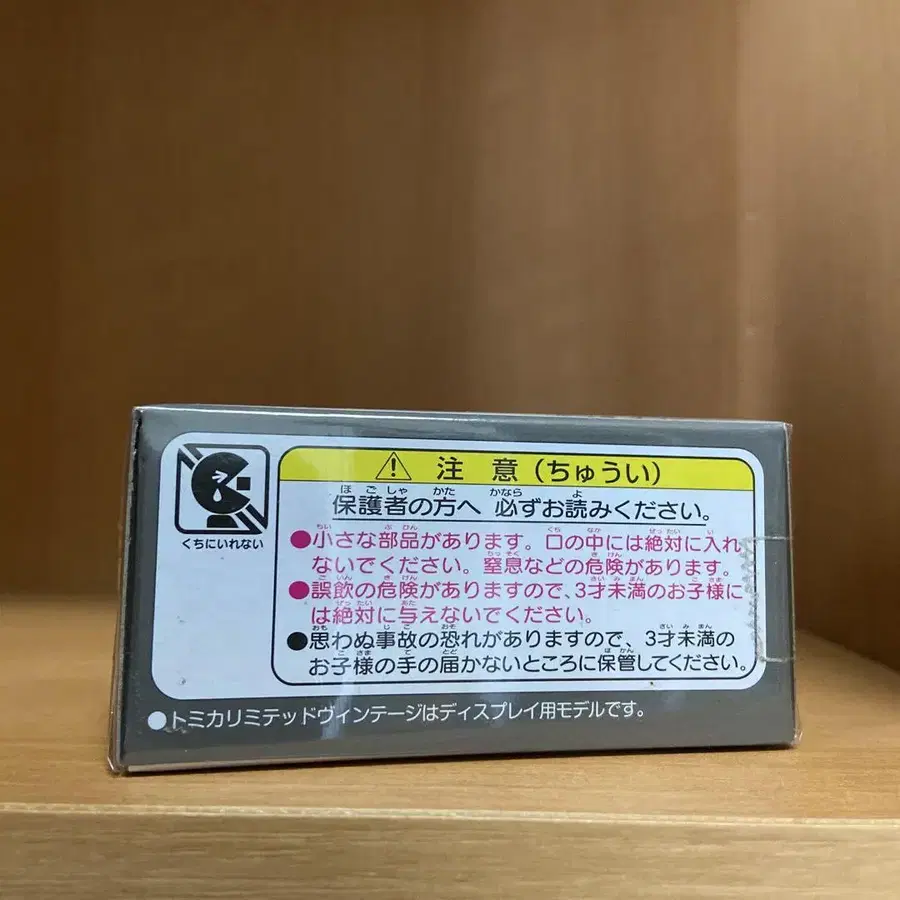 くちにいれない
注意(ちゅうい)
保護者の方へ 必ずお読みください。
●小さな部品があります。口の中には絶対に入れ
ないでください。窒息などの危険があります。
●誤飲の危険がありますので、3才未満のお子様に
は絶対に与えないでください。
●思わぬ事故の恐れがありますので、3才未満の
お子様の手の届かないところに保管してください。
●トミカリミテッドヴィンテージはディスプレイ用モデルです。